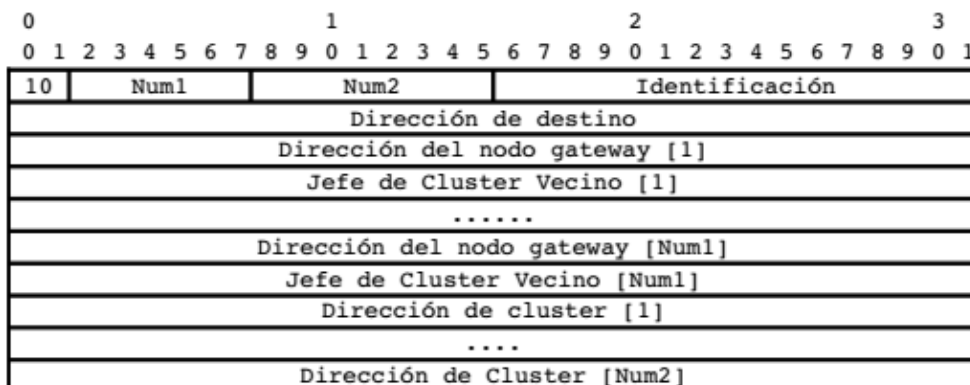 0 1 2 3
0 1 2 3 4 5 6 7 8 9 0 1 2 3 4 5 6 7 8 9 0 1 2 3 4 5 6 7 8 9 0 1
10 Num1 Num2 Identificación
Dirección de destino
Dirección del nodo gateway [1]
Jefe de Cluster Vecino [1]
......
Dirección del nodo gateway [Num1]
Jefe de Cluster Vecino [Num1]
Dirección de cluster [1]
....
Dirección de Cluster [Num2]